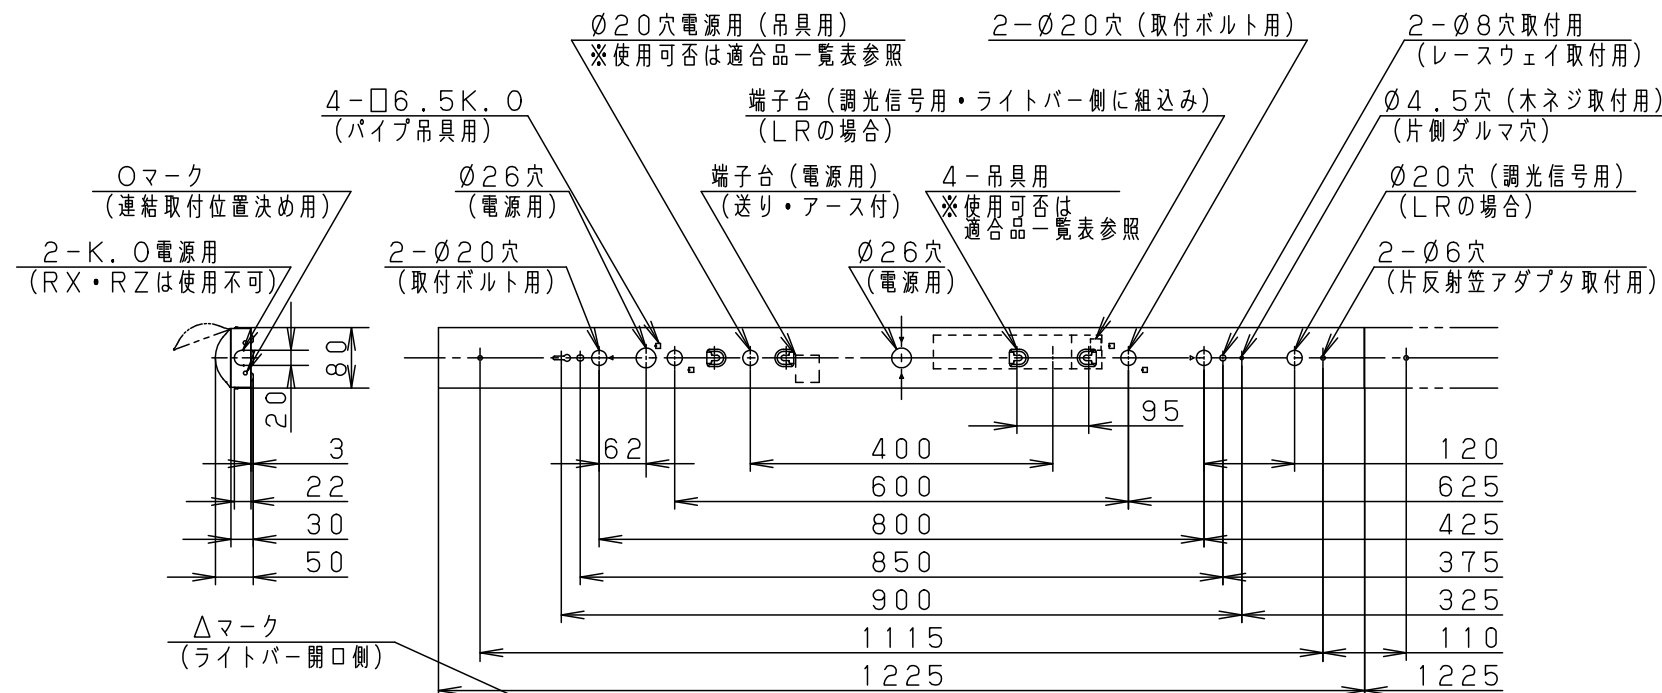 Ø20穴電源用（吊具用）
※使用可否は適合品一覧表参照
2-Ø20穴（取付ボルト用）
2-Ø8穴取付用
（レースウェイ取付用）
4-□6.5K.O
（パイプ吊具用）
端子台（調光信号用・ライトバー側に組込み）
（LRの場合）
Ø4.5穴（木ネジ取付用）
（片側ダルマ穴）
Oマーク
（連結取付位置決め用）
Ø26穴
（電源用）
端子台（電源用）
（送り・アース付）
4-吊具用
※使用可否は
適合品一覧表参照
Ø20穴（調光信号用）
（LRの場合）
2-K.O電源用
（RX・RZは使用不可）
2-Ø20穴
（取付ボルト用）
Ø26穴
（電源用）
2-Ø6穴
（片反射笠アダプタ取付用）
80
20
95
3
62
400
120
22
600
625
30
800
425
50
850
375
900
325
△マーク
（ライトバー開口側）
1115
110
1225
1225